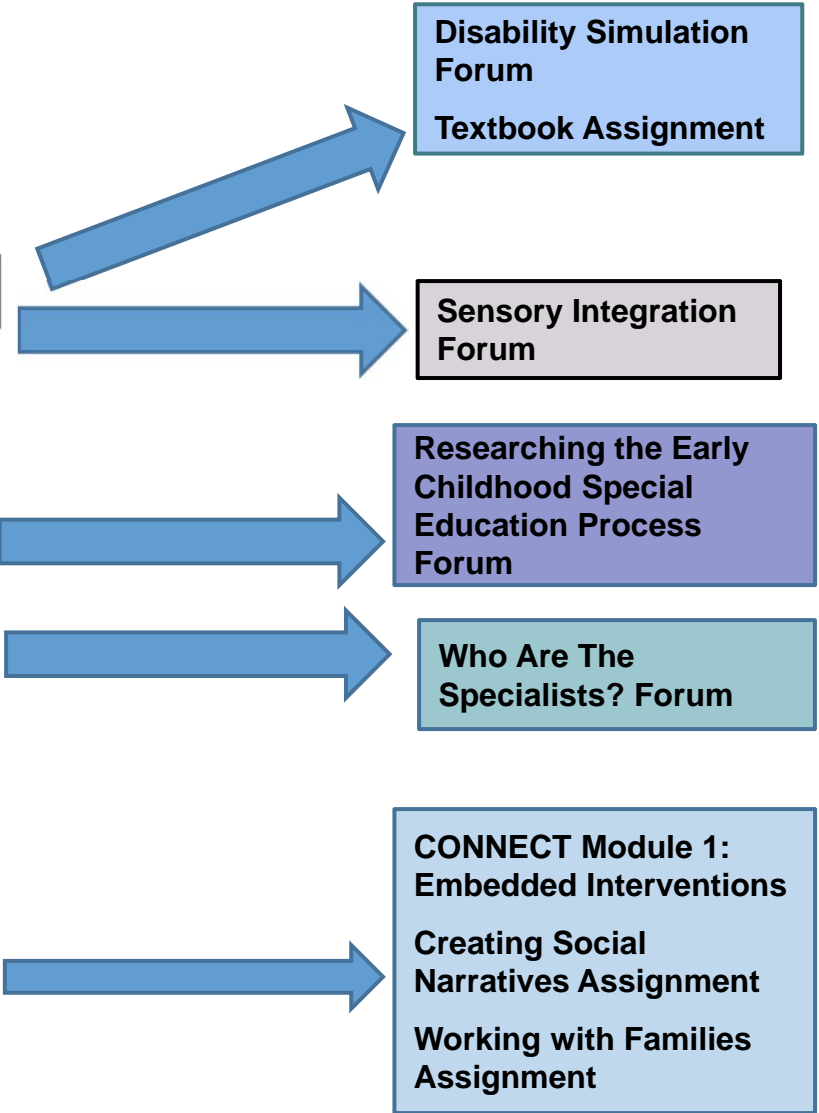 Disability Simulation
Forum
Textbook Assignment
Sensory Integration
Forum
Researching the Early
Childhood Special
Education Process
Forum
Who Are The
Specialists? Forum
CONNECT Module 1:
Embedded Interventions
Creating Social
Narratives Assignment
Working with Families
Assignment